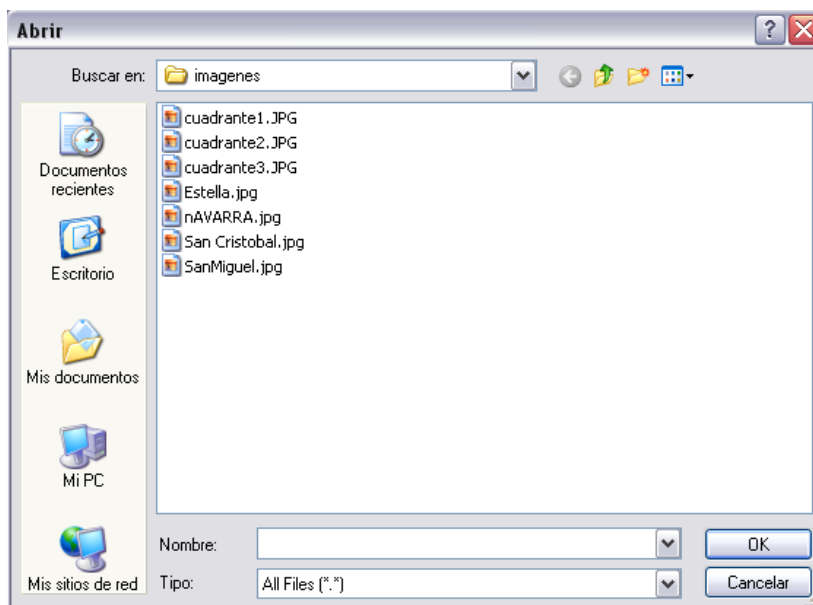 Abrir
Buscar en: imagenes
Documentos
recientes
Escritorio
Mis documentos
Mi PC
Mis sitios de red
cuadrante1.JPG
cuadrante2.JPG
cuadrante3.JPG
Estella.jpg
nAVARRA.jpg
San Cristobal.jpg
SanMiguel.jpg
Nombre: OK
Tipo: All Files (*.*) Cancelar